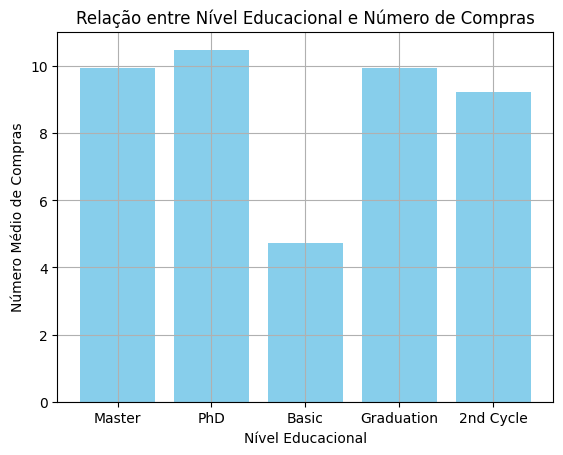 Relação entre Nível Educacional e Número de Compras
Número Médio de Compras
10
8
6
4
2
0
Master PhD Basic Graduation 2nd Cycle
Nível Educacional